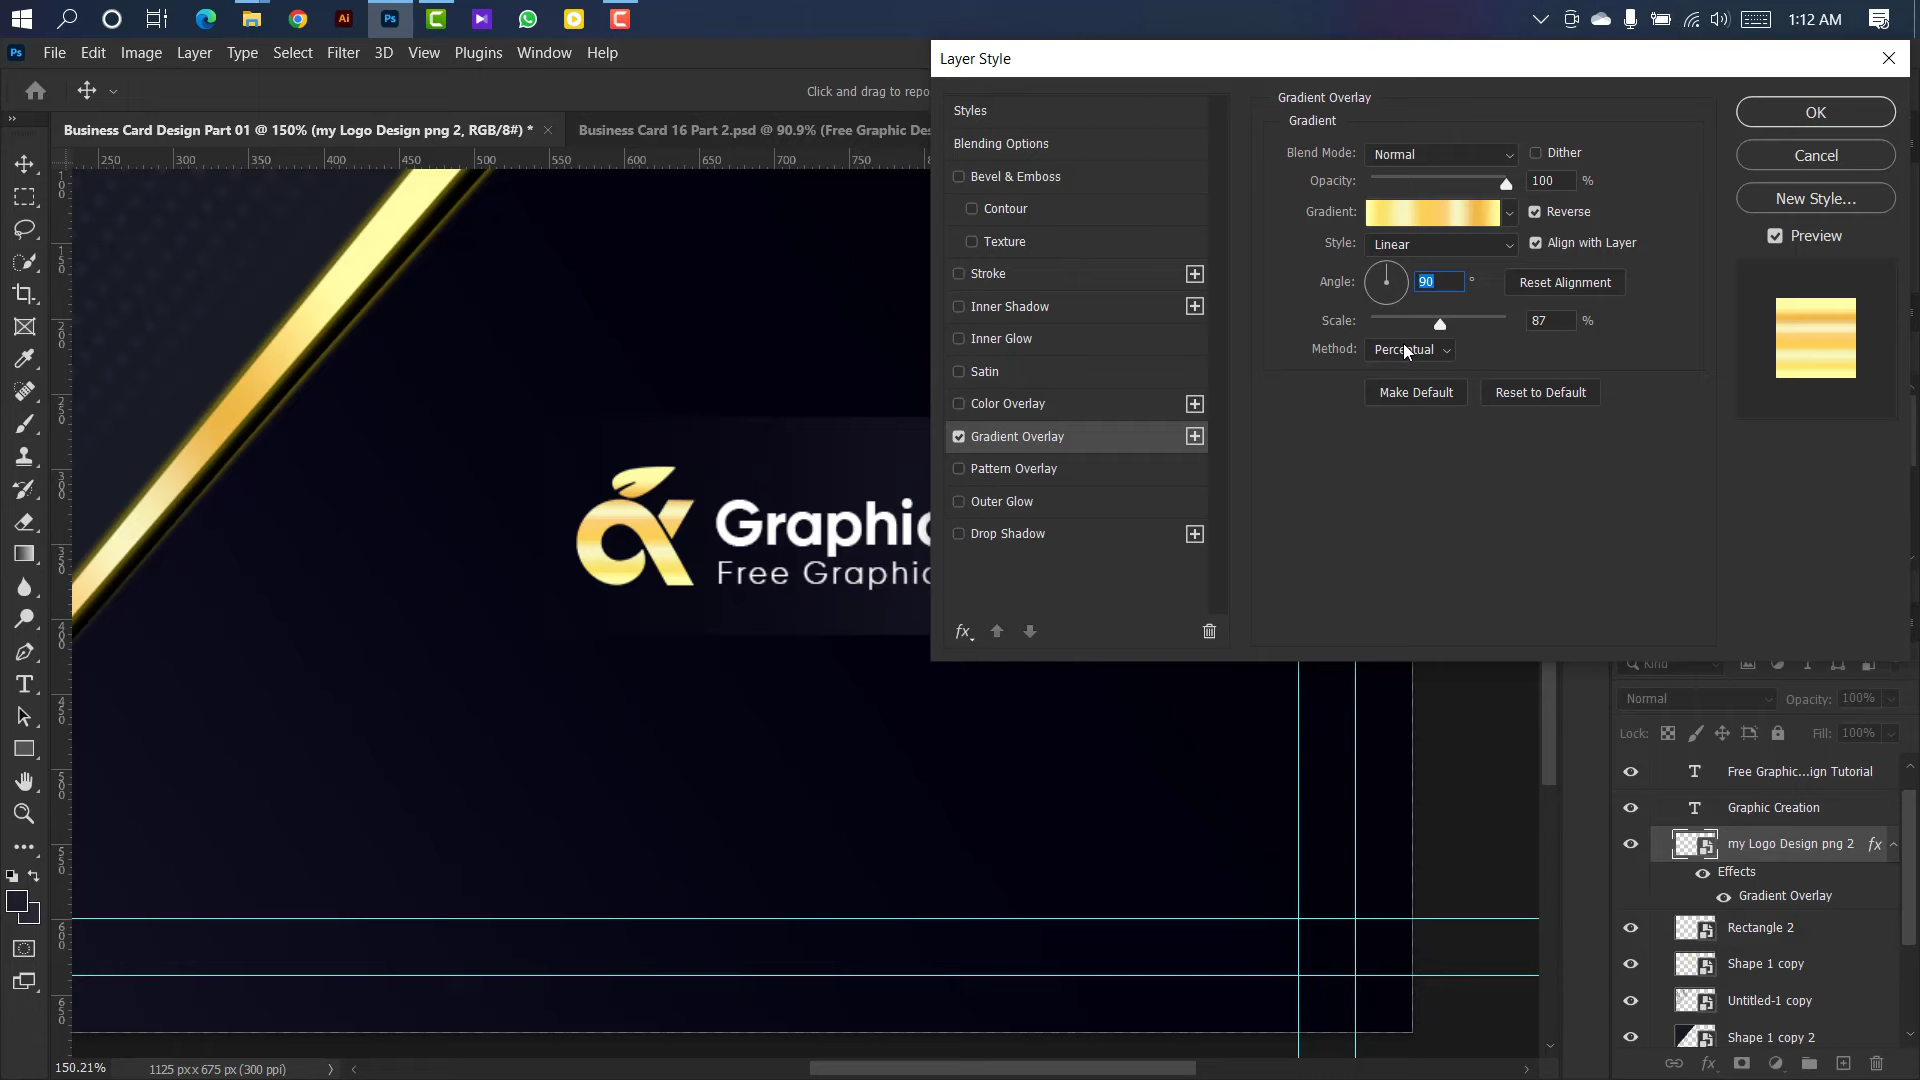 1:12 AM
Ps File Edit Image Layer Type Select Filter 3D View Plugins Window Help
Layer Style
Click and drag to repo
Business Card Design Part 01 @ 150% (my Logo Design png 2, RGB/8#) *
Business Card 16 Part 2.psd @ 90.9% (Free Graphic Des
250 300 350 400 450 500 550 600 650 700 750
Styles
Blending Options
Bevel & Emboss
Contour
Texture
Stroke
Inner Shadow
Inner Glow
Satin
Color Overlay
Gradient Overlay
Pattern Overlay
Outer Glow
Drop Shadow
fx
Gradient Overlay
Gradient
Blend Mode: Normal Dither
Opacity: 100 %
Gradient: Reverse
Style: Linear Align with Layer
Angle: 90 ° Reset Alignment
Scale: 87 %
Method: Perceptual
Make Default Reset to Default
OK
Cancel
New Style...
Preview
Graphic
Free Graphic
Kind
Normal Opacity: 100%
Lock: Fill: 100%
T Free Graphic...ign Tutorial
T Graphic Creation
my Logo Design png 2 fx
Effects
Gradient Overlay
Rectangle 2
Shape 1 copy
Untitled-1 copy
Shape 1 copy 2
fx
150.21% 1125 px x 675 px (300 ppi)